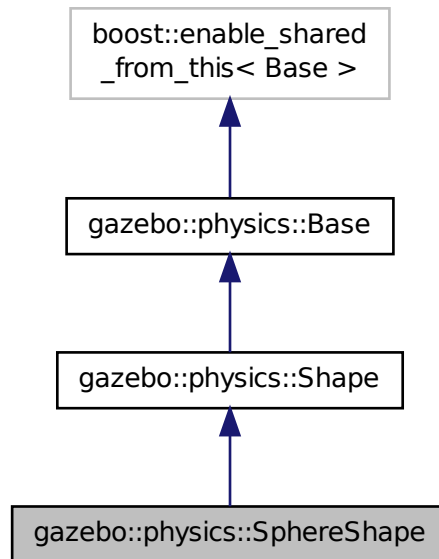 boost::enable_shared
_from_this< Base >
gazebo::physics::Base
gazebo::physics::Shape
gazebo::physics::SphereShape